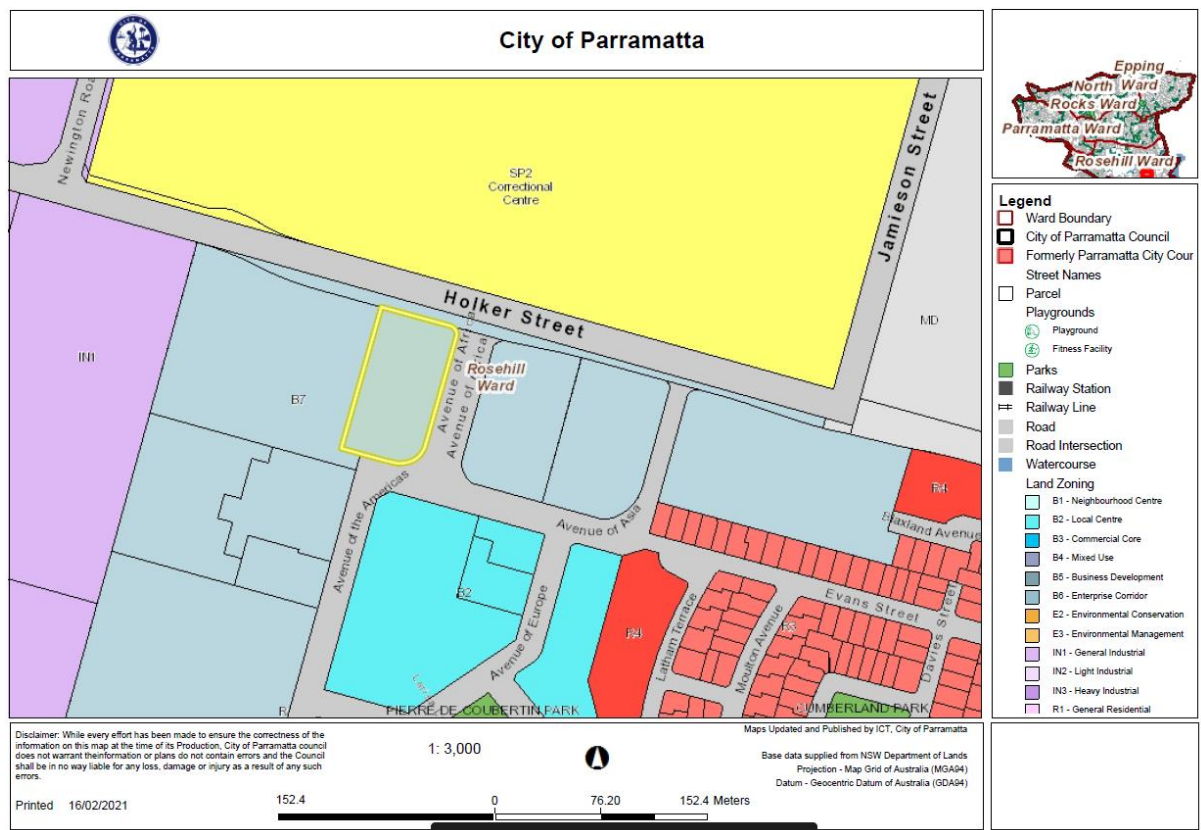 CITY OF
PARRAMATTA
City of Parramatta
Epping
North Ward
Rocks Ward
Parramatta Ward
Rosehill Ward
Newington Roa
SP2
Correctional
Centre
Jamieson Street
Holker Street
MD
IN1
B7
Avenue of Africa
Avenue of Africa
Rosehill
Ward
R4
Blaxland Avenue
Avenue of the Americas
Avenue of Asia
B2
Avenue of Europe
R4
Latham Terrace
Moulton Avenue
R3
Evans Street
Davies Street
PIERRE DE COUBERTIN PARK
CUMBERLAND PARK
Legend
Ward Boundary
City of Parramatta Council
Formerly Parramatta City Cour
Street Names
Parcel
Playgrounds
Playground
Fitness Facility
Parks
Railway Station
Railway Line
Road
Road Intersection
Watercourse
Land Zoning
B1 - Neighbourhood Centre
B2 - Local Centre
B3 - Commercial Core
B4 - Mixed Use
B5 - Business Development
B6 - Enterprise Corridor
E2 - Environmental Conservation
E3 - Environmental Management
IN1 - General Industrial
IN2 - Light Industrial
IN3 - Heavy Industrial
R1 - General Residential
Disclaimer: While every effort has been made to ensure the correctness of the
information on this map at the time of its Production, City of Parramatta council
does not warrant theinformation or plans do not contain errors and the Council
shall be in no way liable for any loss, damage or injury as a result of any such
errors.
Printed 16/02/2021
1: 3,000
Maps Updated and Published by ICT, City of Parramatta
Base data supplied from NSW Department of Lands
Projection - Map Grid of Australia (MGA94)
Datum - Geocentric Datum of Australia (GDA94)
152.4 0 76.20 152.4 Meters